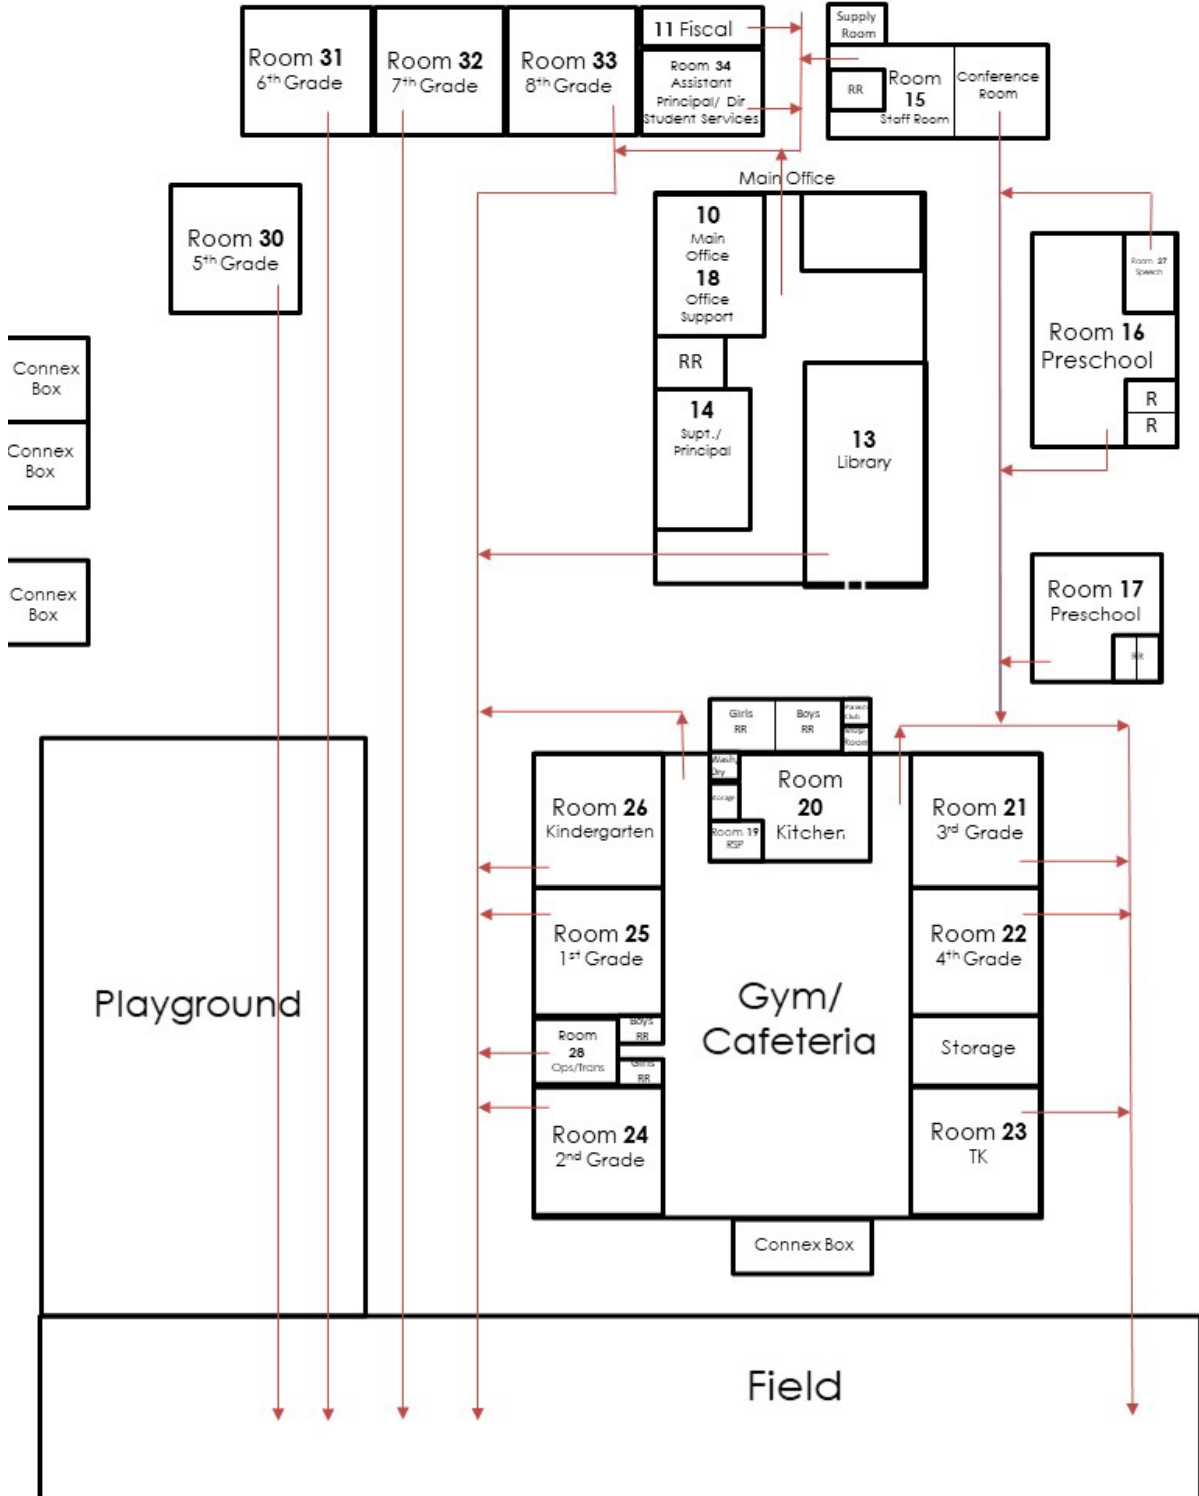 Room 31
6th Grade
Room 32
7th Grade
Room 33
8th Grade
11 Fiscal
Room 34
Assistant
Principal/ Dir
Student Services
Supply
Room
RR
Room
15
Staff Room
Conference
Room
Room 30
5th Grade
Main Office
10
Main
Office
18
Office
Support
RR
14
Supt./
Principal
13
Library
Room 27
Speech
Room 16
Preschool
R
R
Connex
Box
Connex
Box
Connex
Box
Room 17
Preschool
RR
Girls
RR
Boys
RR
Parent
Club
Mop
Room
Wash/
Dry
Storage
Room 19
RSP
Room
20
Kitchen
Room 26
Kindergarten
Room 21
3rd Grade
Room 25
1st Grade
Room 22
4th Grade
Playground
Gym/
Cafeteria
Boys
RR
Room
28
Ops/Trans
Girls
RR
Storage
Room 24
2nd Grade
Room 23
TK
Connex Box
Field